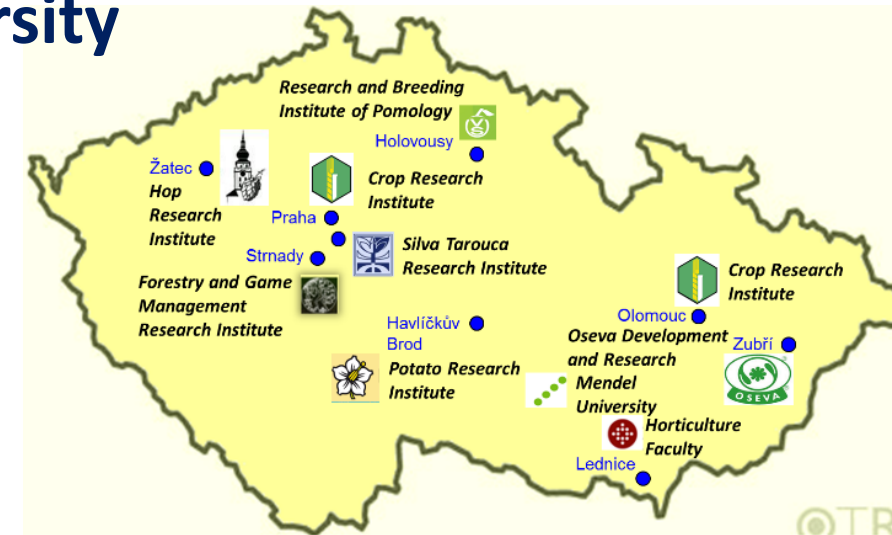 rsity
Research and Breeding
Institute of Pomology
Holovousy
Žatec
Hop
Research
Institute
Crop Research
Institute
Praha
Strnady
Silva Tarouca
Research Institute
Forestry and Game
Management
Research Institute
Havlíčkův
Brod
Potato Research
Institute
Crop Research
Institute
Olomouc
Oseva Development
and Research
Zubří
OSEVA
Mendel
University
Horticulture
Faculty
Lednice
OTR